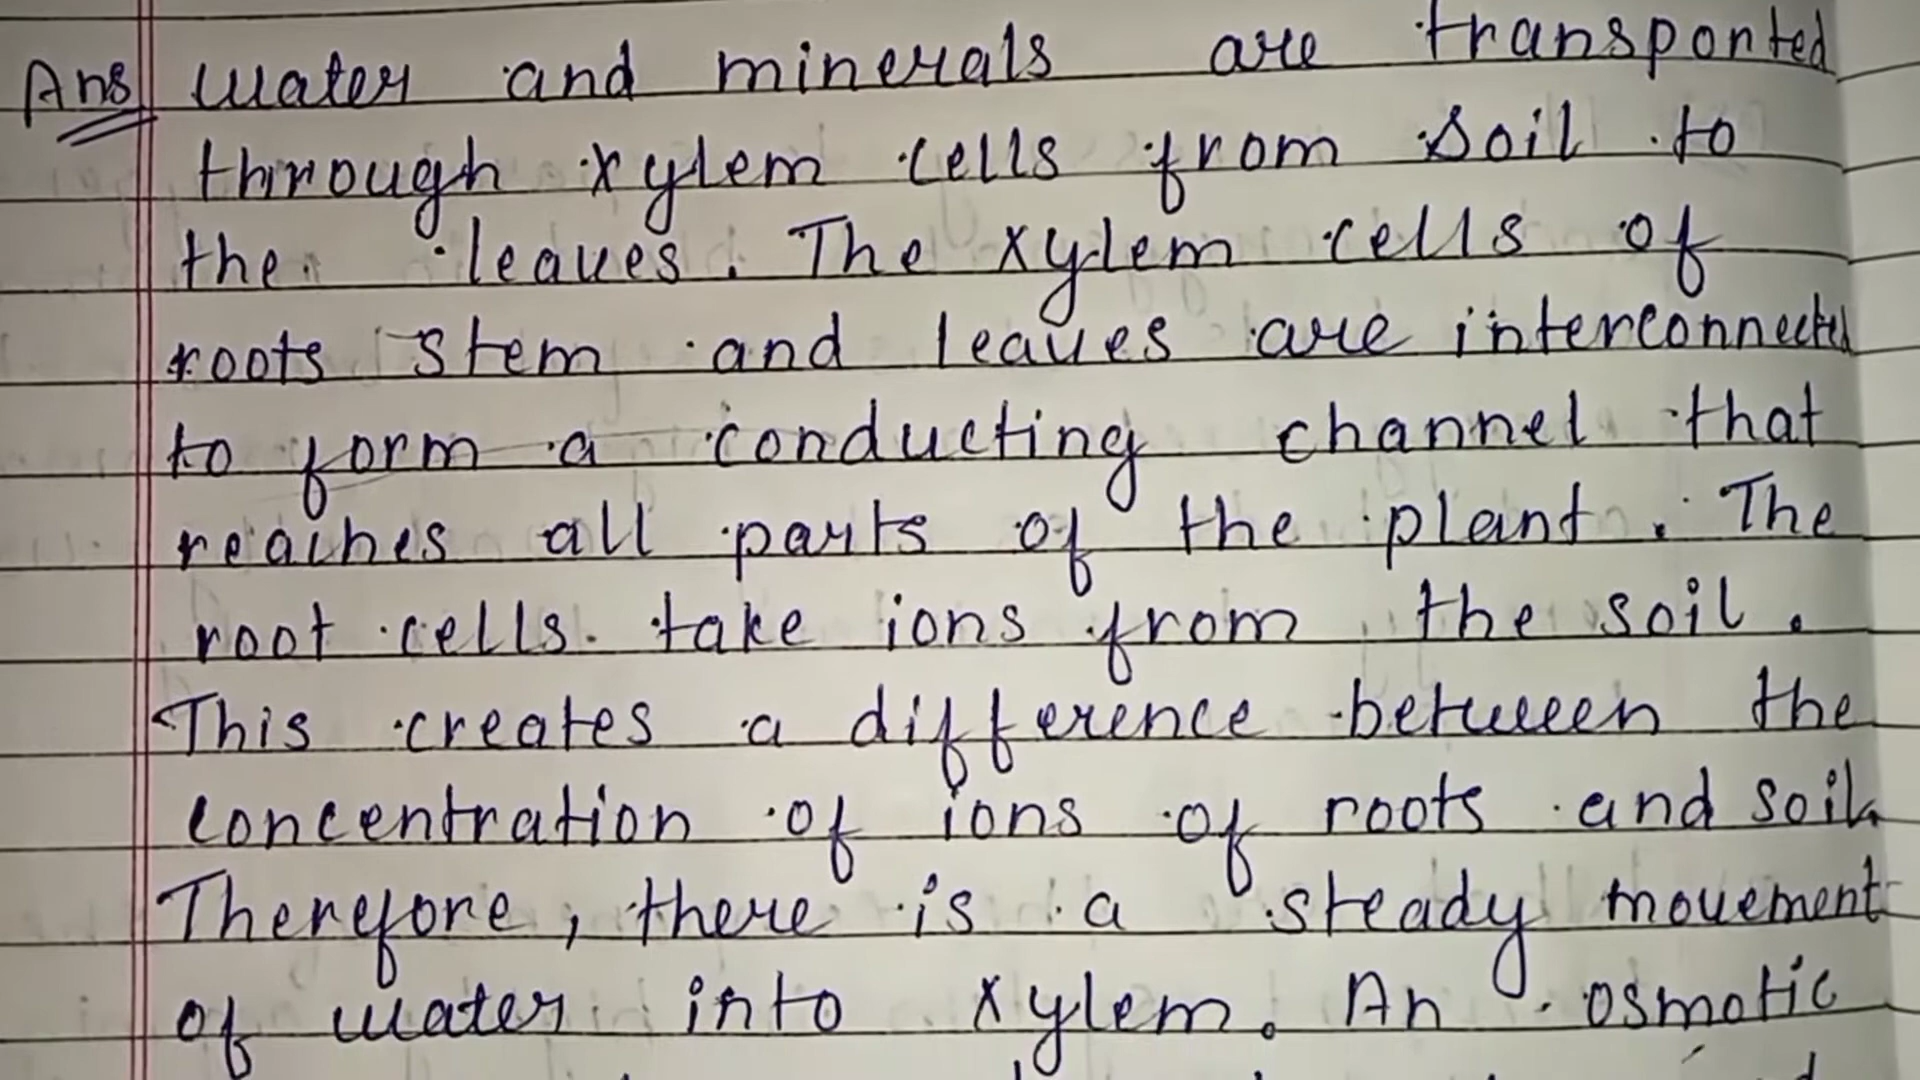 Ans water and minerals are transported
through xylem cells from soil to
the leaves. The xylem cells of
roots stem and leaves are interconnected
to form a conducting channel that
reaches all parts of the plant. The
root cells take ions from the soil.
This creates a difference between the
concentration of ions of roots and soil.
Therefore, there is a steady movement
of water into xylem. An osmotic